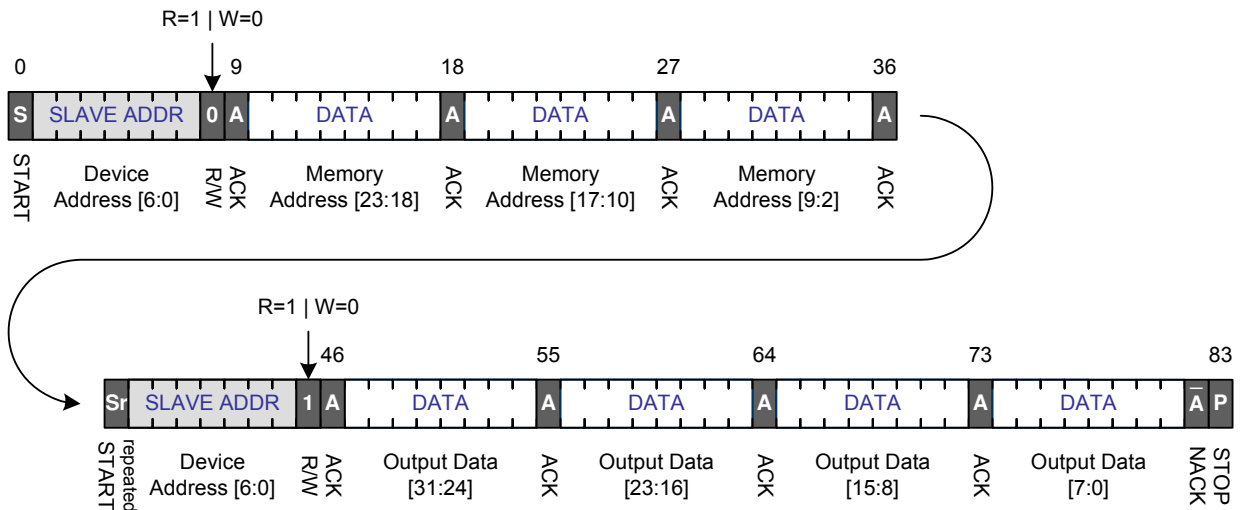 R=1 | W=0
0 9 18 27 36
S SLAVE ADDR 0 A DATA A DATA A DATA A
START Device Address [6:0] R/W ACK Memory Address [23:18] ACK Memory Address [17:10] ACK Memory Address [9:2] ACK
R=1 | W=0
46 55 64 73 83
Sr SLAVE ADDR 1 A DATA A DATA A DATA A DATA A̅ P
repeated START Device Address [6:0] R/W ACK Output Data [31:24] ACK Output Data [23:16] ACK Output Data [15:8] ACK Output Data [7:0] NACK STOP